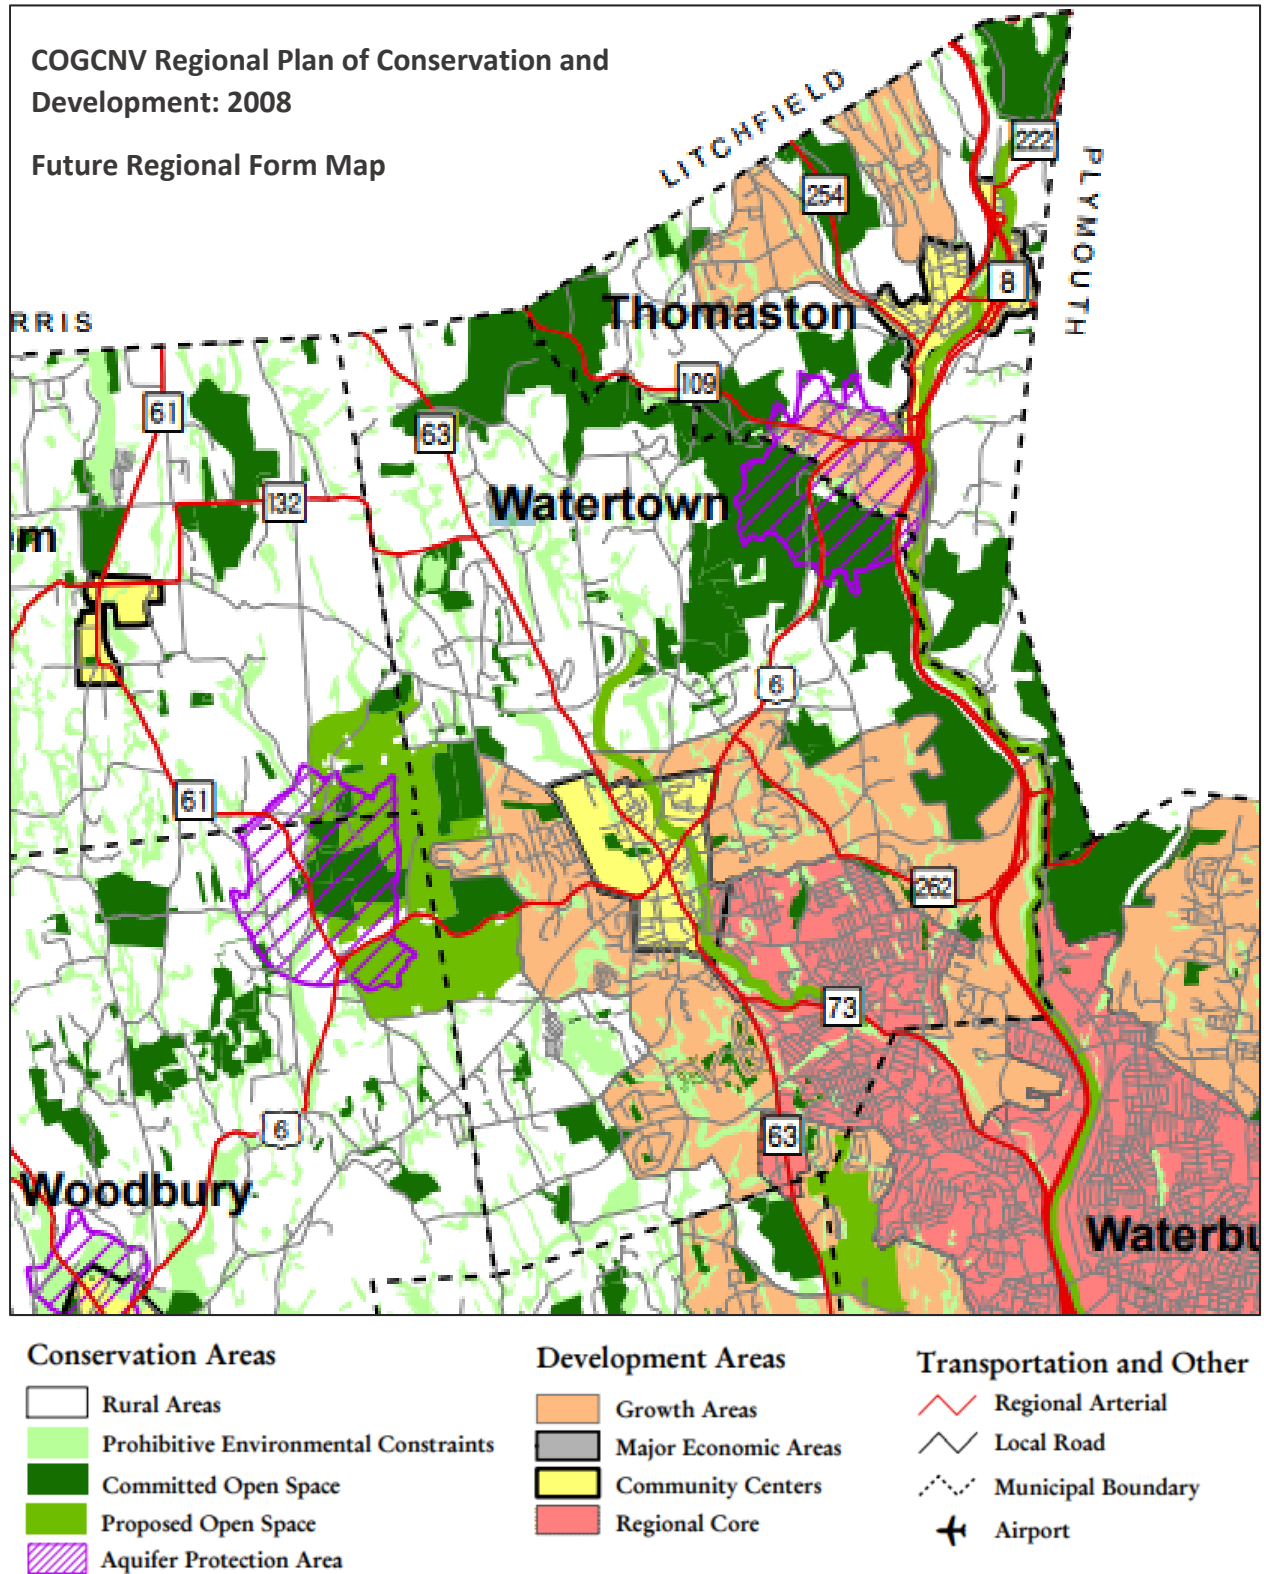 COGCNV Regional Plan of Conservation and
Development: 2008
Future Regional Form Map
LITCHFIELD
222
254
PLYMOUTH
8
Thomaston
RRIS
109
61
63
132
Watertown
m
6
61
262
73
6
63
Woodbury
Waterbu
Conservation Areas
Rural Areas
Prohibitive Environmental Constraints
Committed Open Space
Proposed Open Space
Aquifer Protection Area
Development Areas
Growth Areas
Major Economic Areas
Community Centers
Regional Core
Transportation and Other
Regional Arterial
Local Road
Municipal Boundary
Airport